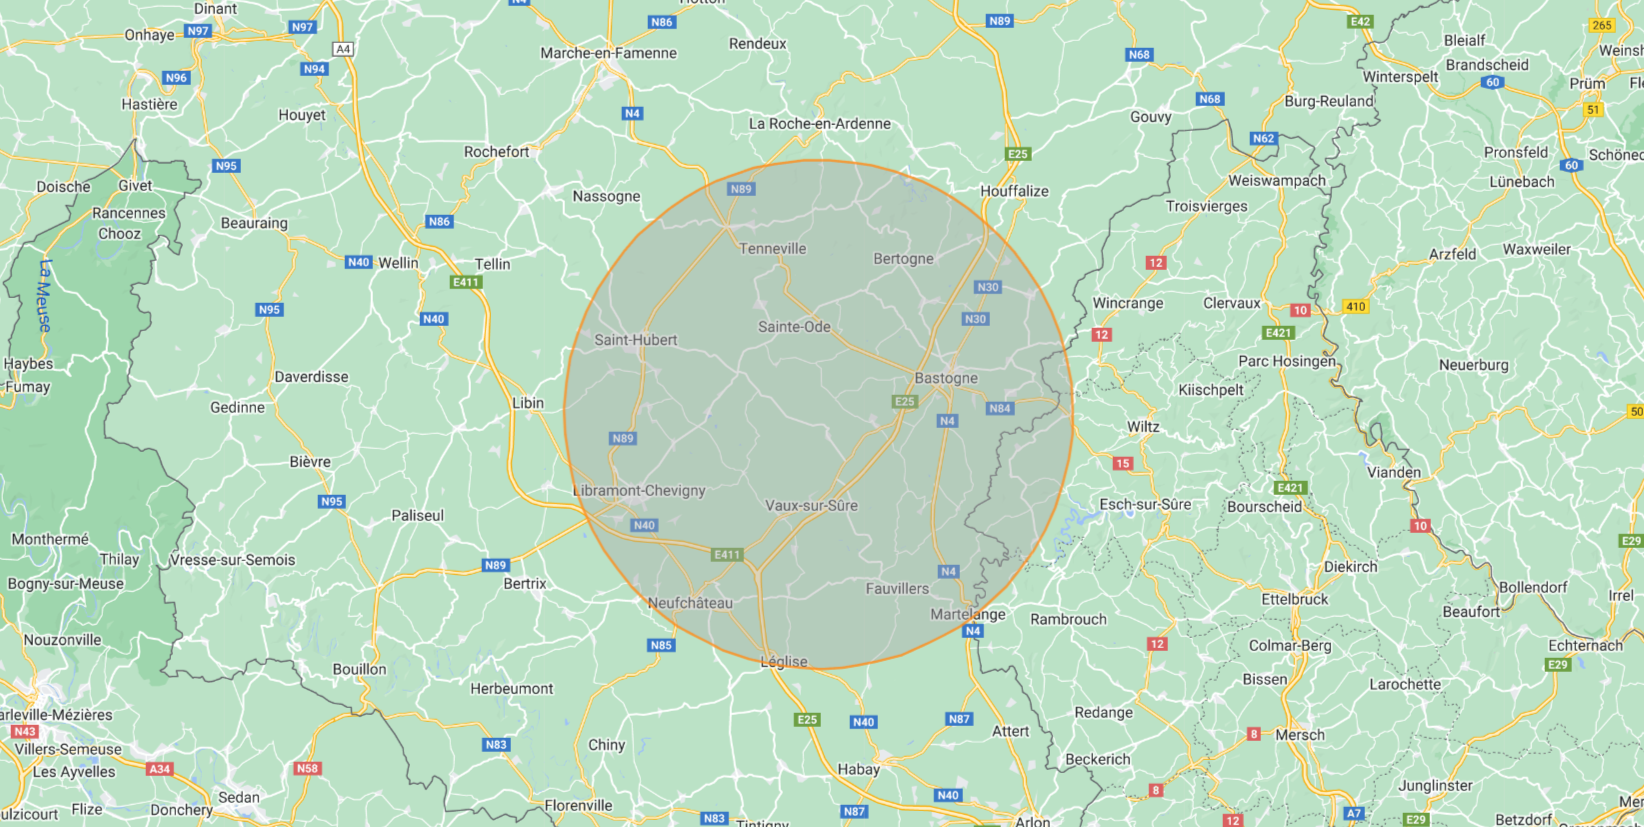 Dinant
N4
Hotton
N89
E42
265
Onhaye
N97
N97
N86
Rendeux
Bleialf
Weinsh
A4
Marche-en-Famenne
N68
Brandscheid
N96
N94
Winterspelt
60
Prüm
Fle
Hastière
Houyet
N4
La Roche-en-Ardenne
N68
Burg-Reuland
51
Gouvy
N62
Rochefort
E25
Pronsfeld
Schönec
N95
60
Doische
Givet
Nassogne
N89
Houffalize
Weiswampach
Lünebach
Rancennes
Beauraing
N86
Troisvierges
Chooz
Tenneville
Bertogne
Arzfeld
Waxweiler
La Meuse
N40
Wellin
Tellin
12
E411
N30
N95
N40
Sainte-Ode
N30
Wincrange
Clervaux
10
410
Saint-Hubert
12
E421
Haybes
Parc Hosingen
Neuerburg
Fumay
Daverdisse
Bastogne
Kiischpelt
Gedinne
Libin
E25
N84
50
N4
Wiltz
N89
Bièvre
15
Vianden
Libramont-Chevigny
E421
N95
Vaux-sur-Sûre
Esch-sur-Sûre
Bourscheid
Paliseul
N40
10
Monthermé
E29
Thilay
Vresse-sur-Semois
N89
E411
N4
Diekirch
Bogny-sur-Meuse
Bertrix
Fauvillers
Bollendorf
Irrel
Neufchâteau
Martelange
Rambrouch
Ettelbruck
Beaufort
Nouzonville
N85
N4
12
Colmar-Berg
Echternach
Bouillon
Léglise
E29
Herbeumont
Bissen
Larochette
arleville-Mézières
E25
N40
N87
Redange
N43
N83
Attert
8
Mersch
Villers-Semeuse
Chiny
Beckerich
Les Ayvelles
A34
N58
Habay
Junglinster
8
Sedan
Florenville
N40
ulzicourt
Flize
Donchery
N83
Tintigny
N87
Arlon
12
A7
E29
Betzdorf
Mer